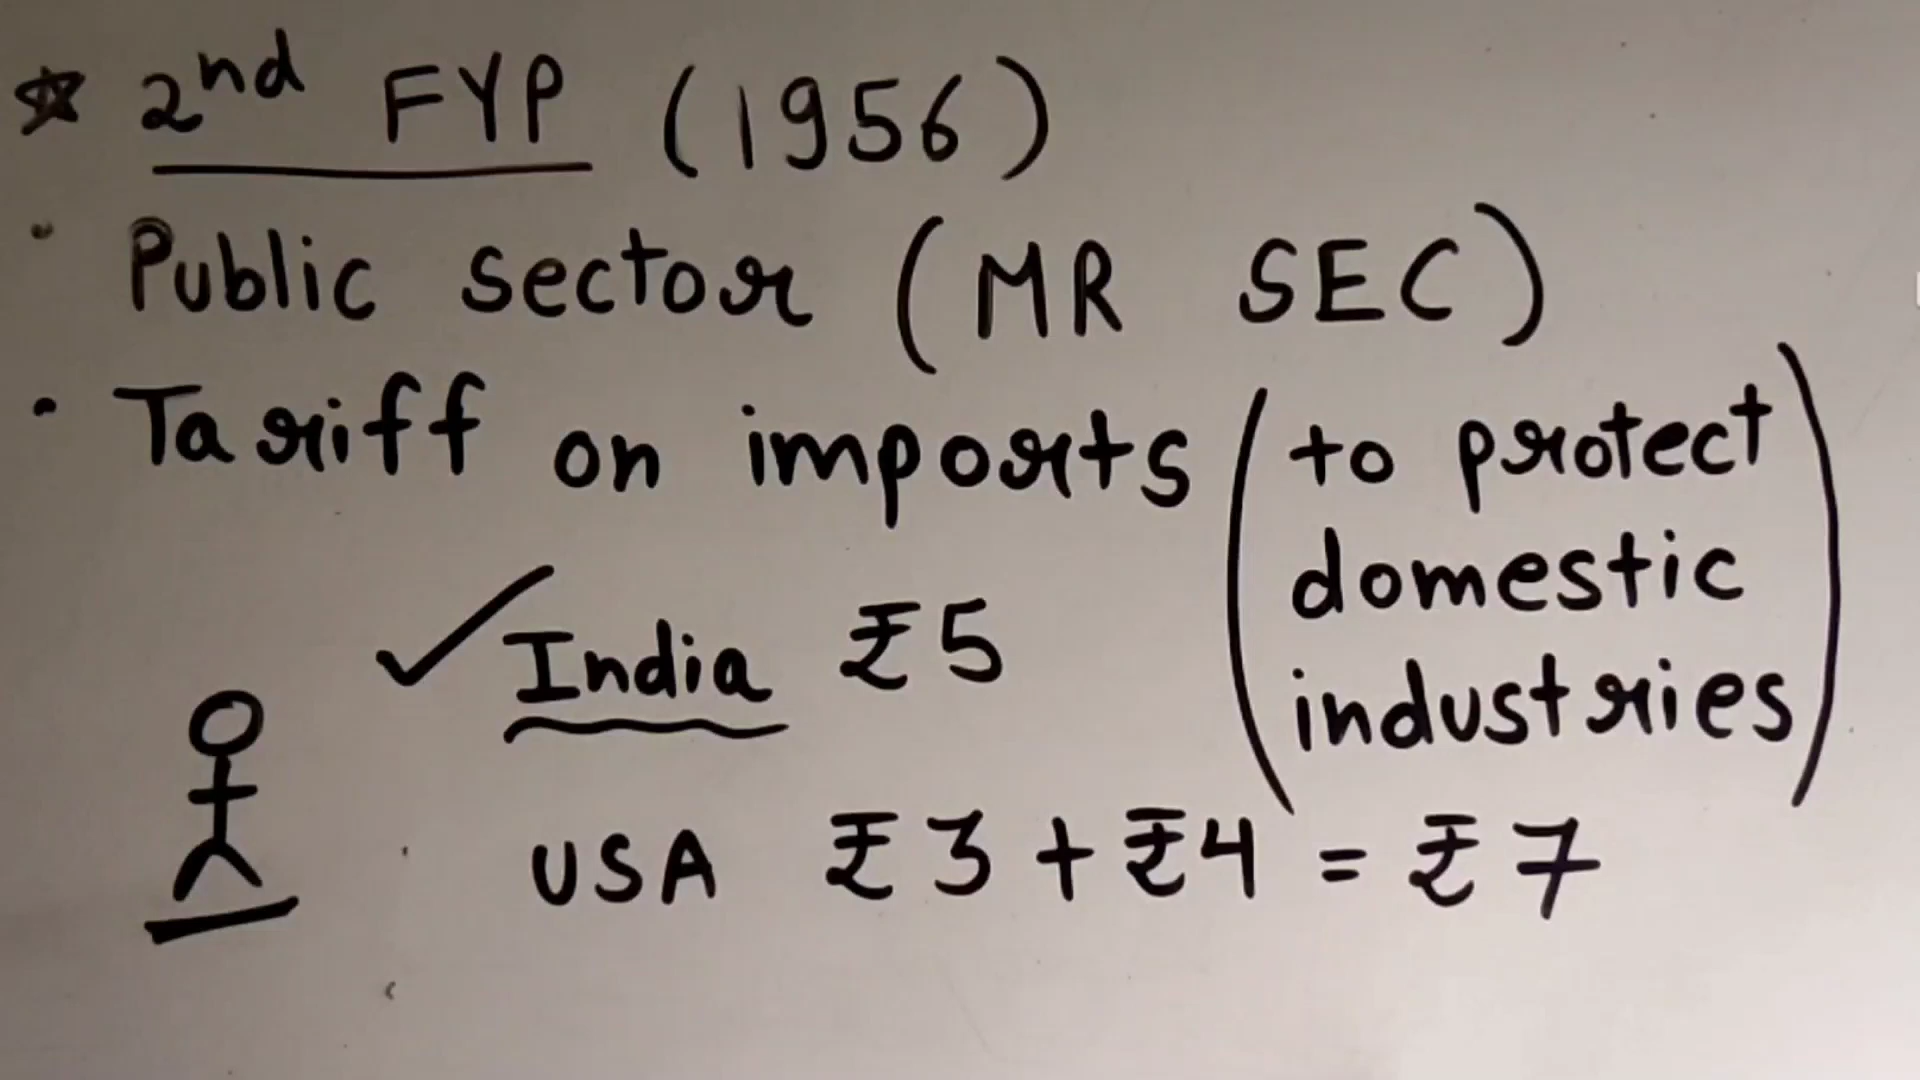 ☆ 2nd FYP (1956)
· Public sector (MR SEC)
· Tariff on imports (to protect domestic industries)
✓ India ₹5
USA ₹3 + ₹4 = ₹7